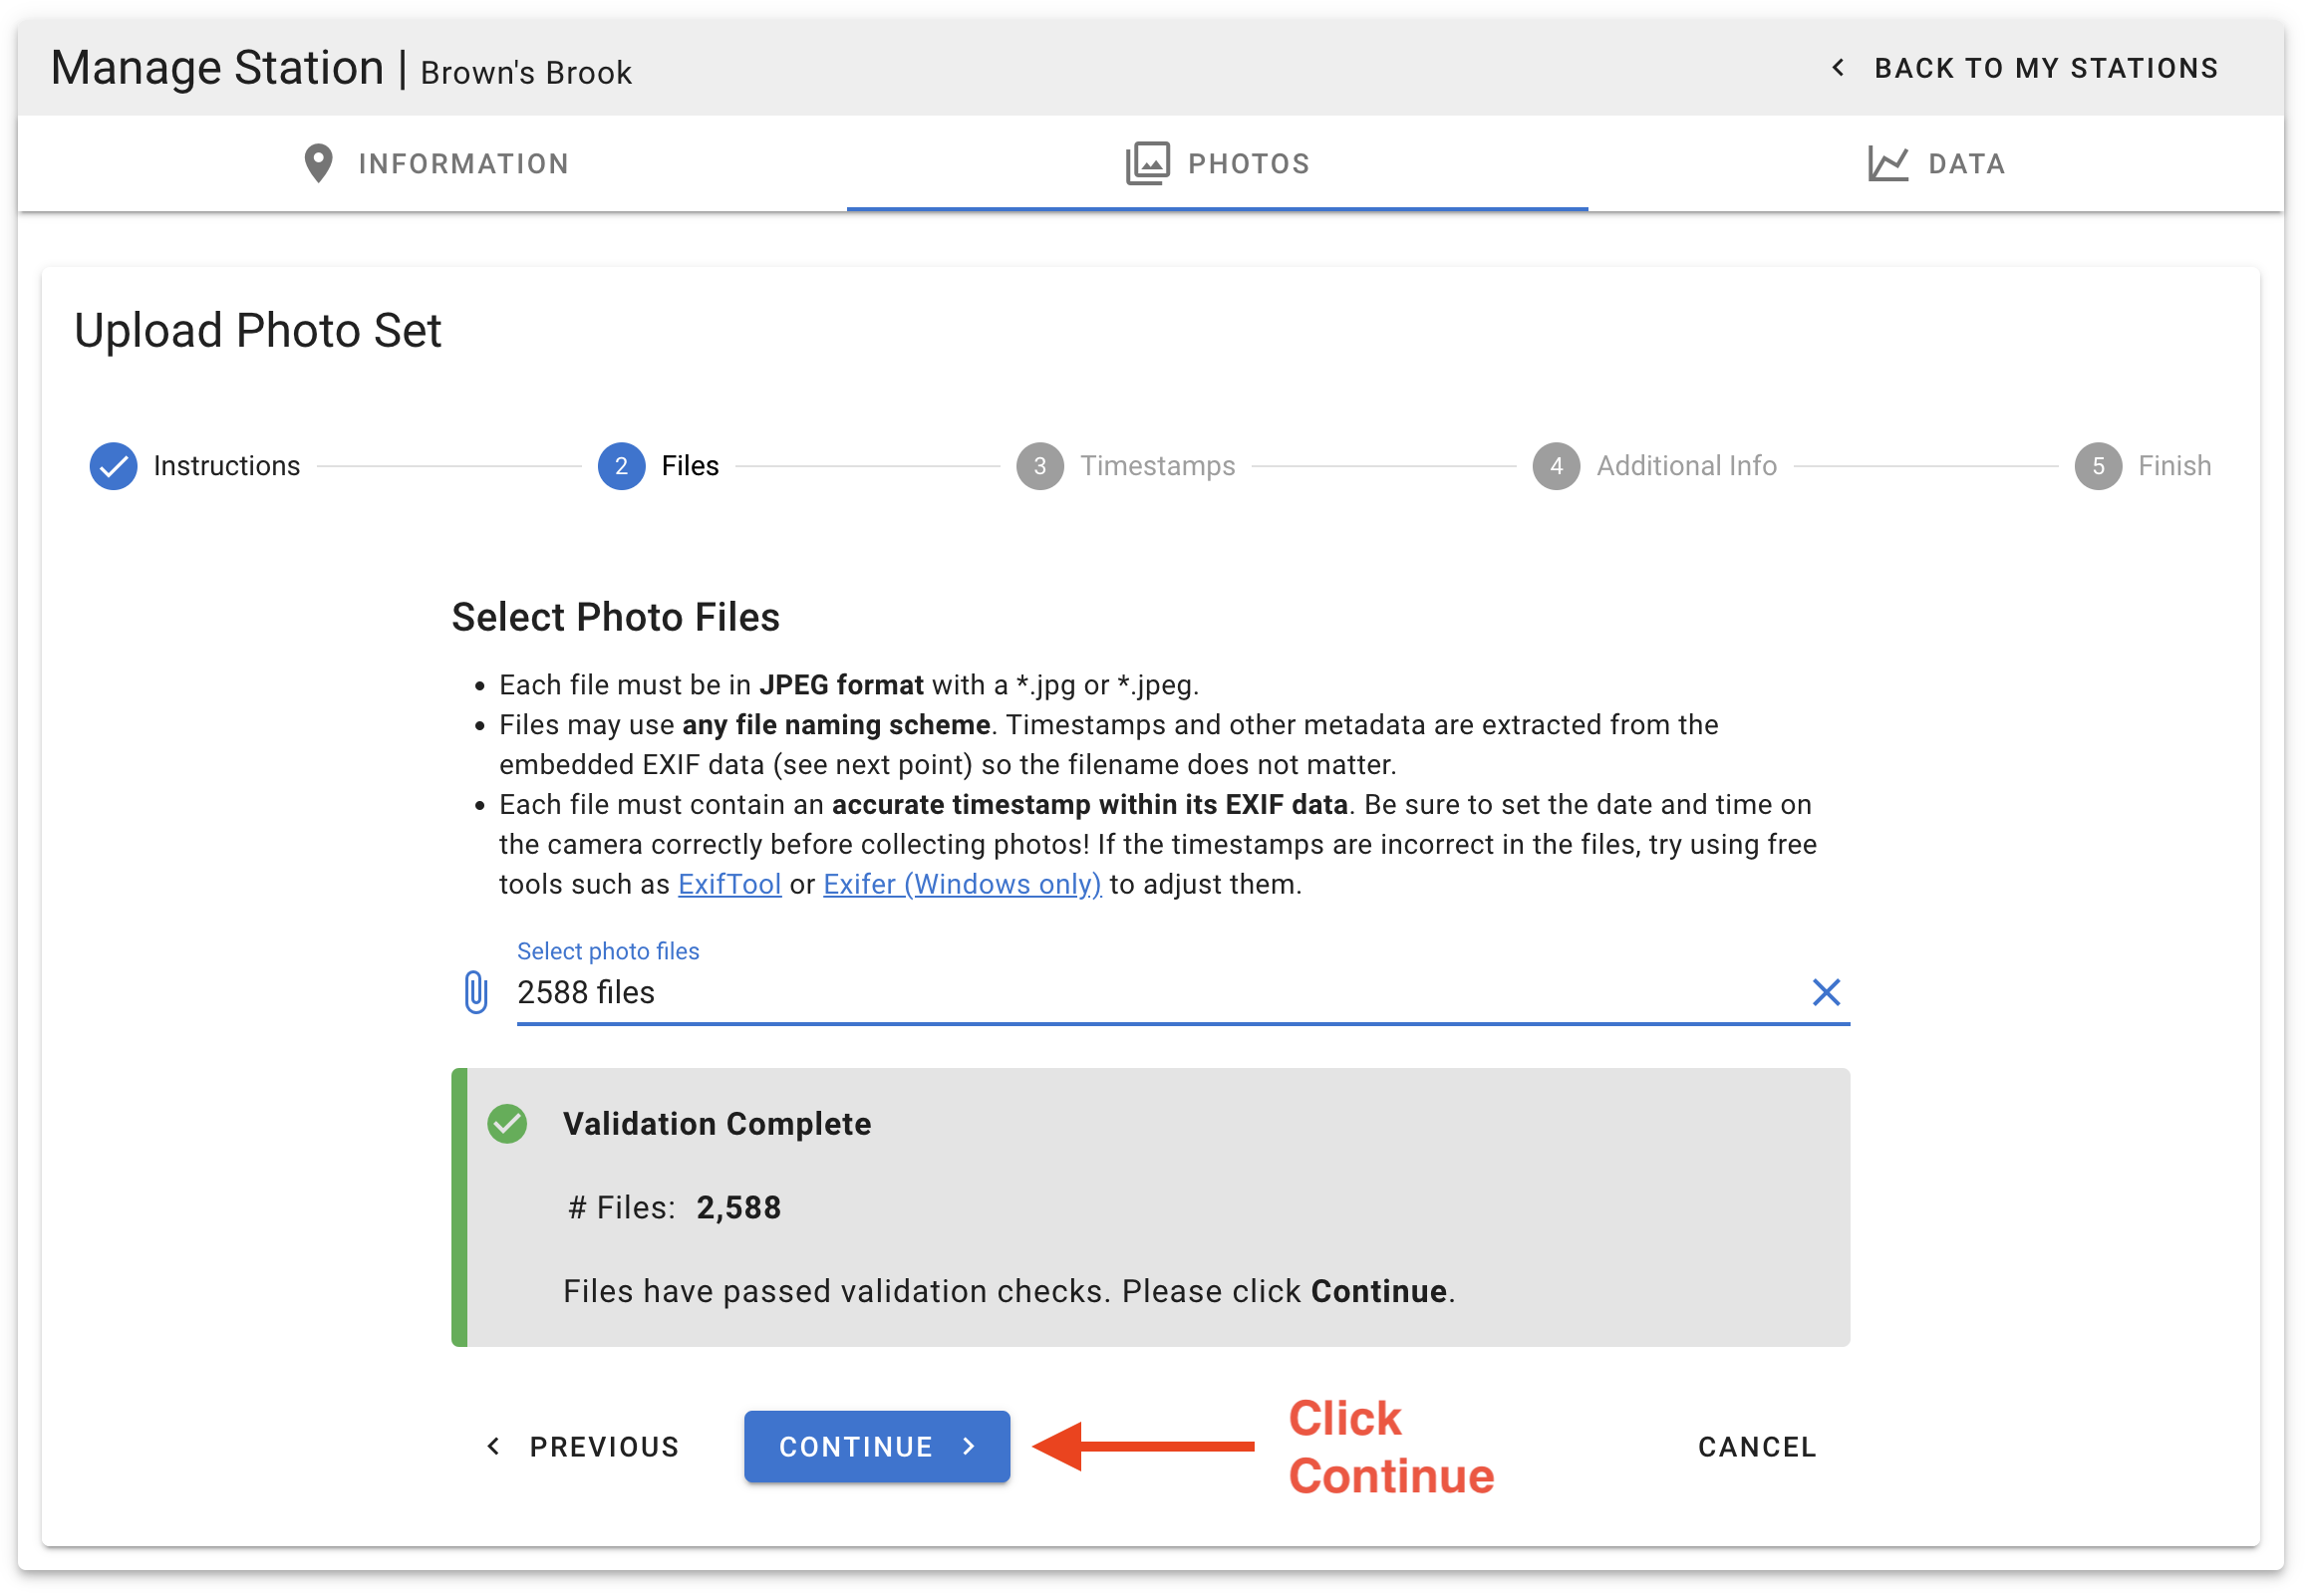 Manage Station | Brown's Brook
BACK TO MY STATIONS
INFORMATION
PHOTOS
DATA
Upload Photo Set
Instructions
2 Files
3 Timestamps
4 Additional Info
5 Finish
Select Photo Files
• Each file must be in JPEG format with a *.jpg or *.jpeg.
• Files may use any file naming scheme. Timestamps and other metadata are extracted from the
embedded EXIF data (see next point) so the filename does not matter.
• Each file must contain an accurate timestamp within its EXIF data. Be sure to set the date and time on
the camera correctly before collecting photos! If the timestamps are incorrect in the files, try using free
tools such as ExifTool or Exifer (Windows only) to adjust them.
Select photo files
2588 files
Validation Complete
# Files: 2,588
Files have passed validation checks. Please click Continue.
PREVIOUS
CONTINUE
Click
Continue
CANCEL